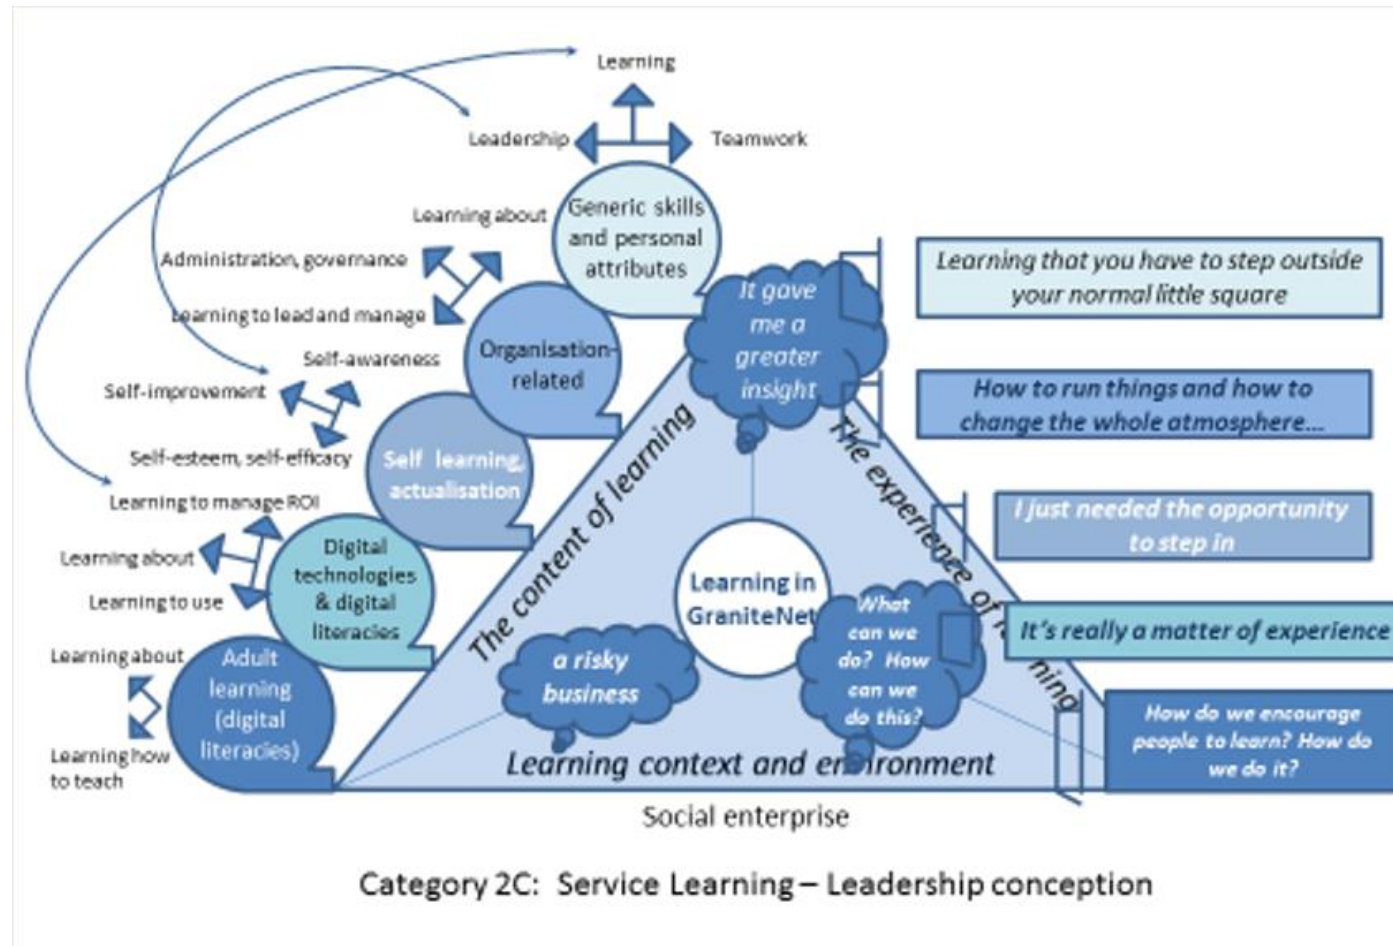 Learning
Leadership
Teamwork
Learning about
Generic skills
and personal
attributes
Administration, governance
Learning to lead and manage
Organisation-
related
Self-awareness
Self-improvement
Self-esteem, self-efficacy
Self learning,
actualisation
Learning to manage ROI
Learning about
Learning to use
Digital
technologies
& digital
literacies
Learning about
Learning how
to teach
Adult
learning
(digital
literacies)
It gave
me a
greater
insight
The content of learning
The experience of
Learning in
GraniteNet
a risky
business
What
can we
do? How
can we
do this?
Learning context and environment
Social enterprise
Learning that you have to step outside
your normal little square
How to run things and how to
change the whole atmosphere...
I just needed the opportunity
to step in
It's really a matter of experience
How do we encourage
people to learn? How do
we do it?
Category 2C: Service Learning – Leadership conception